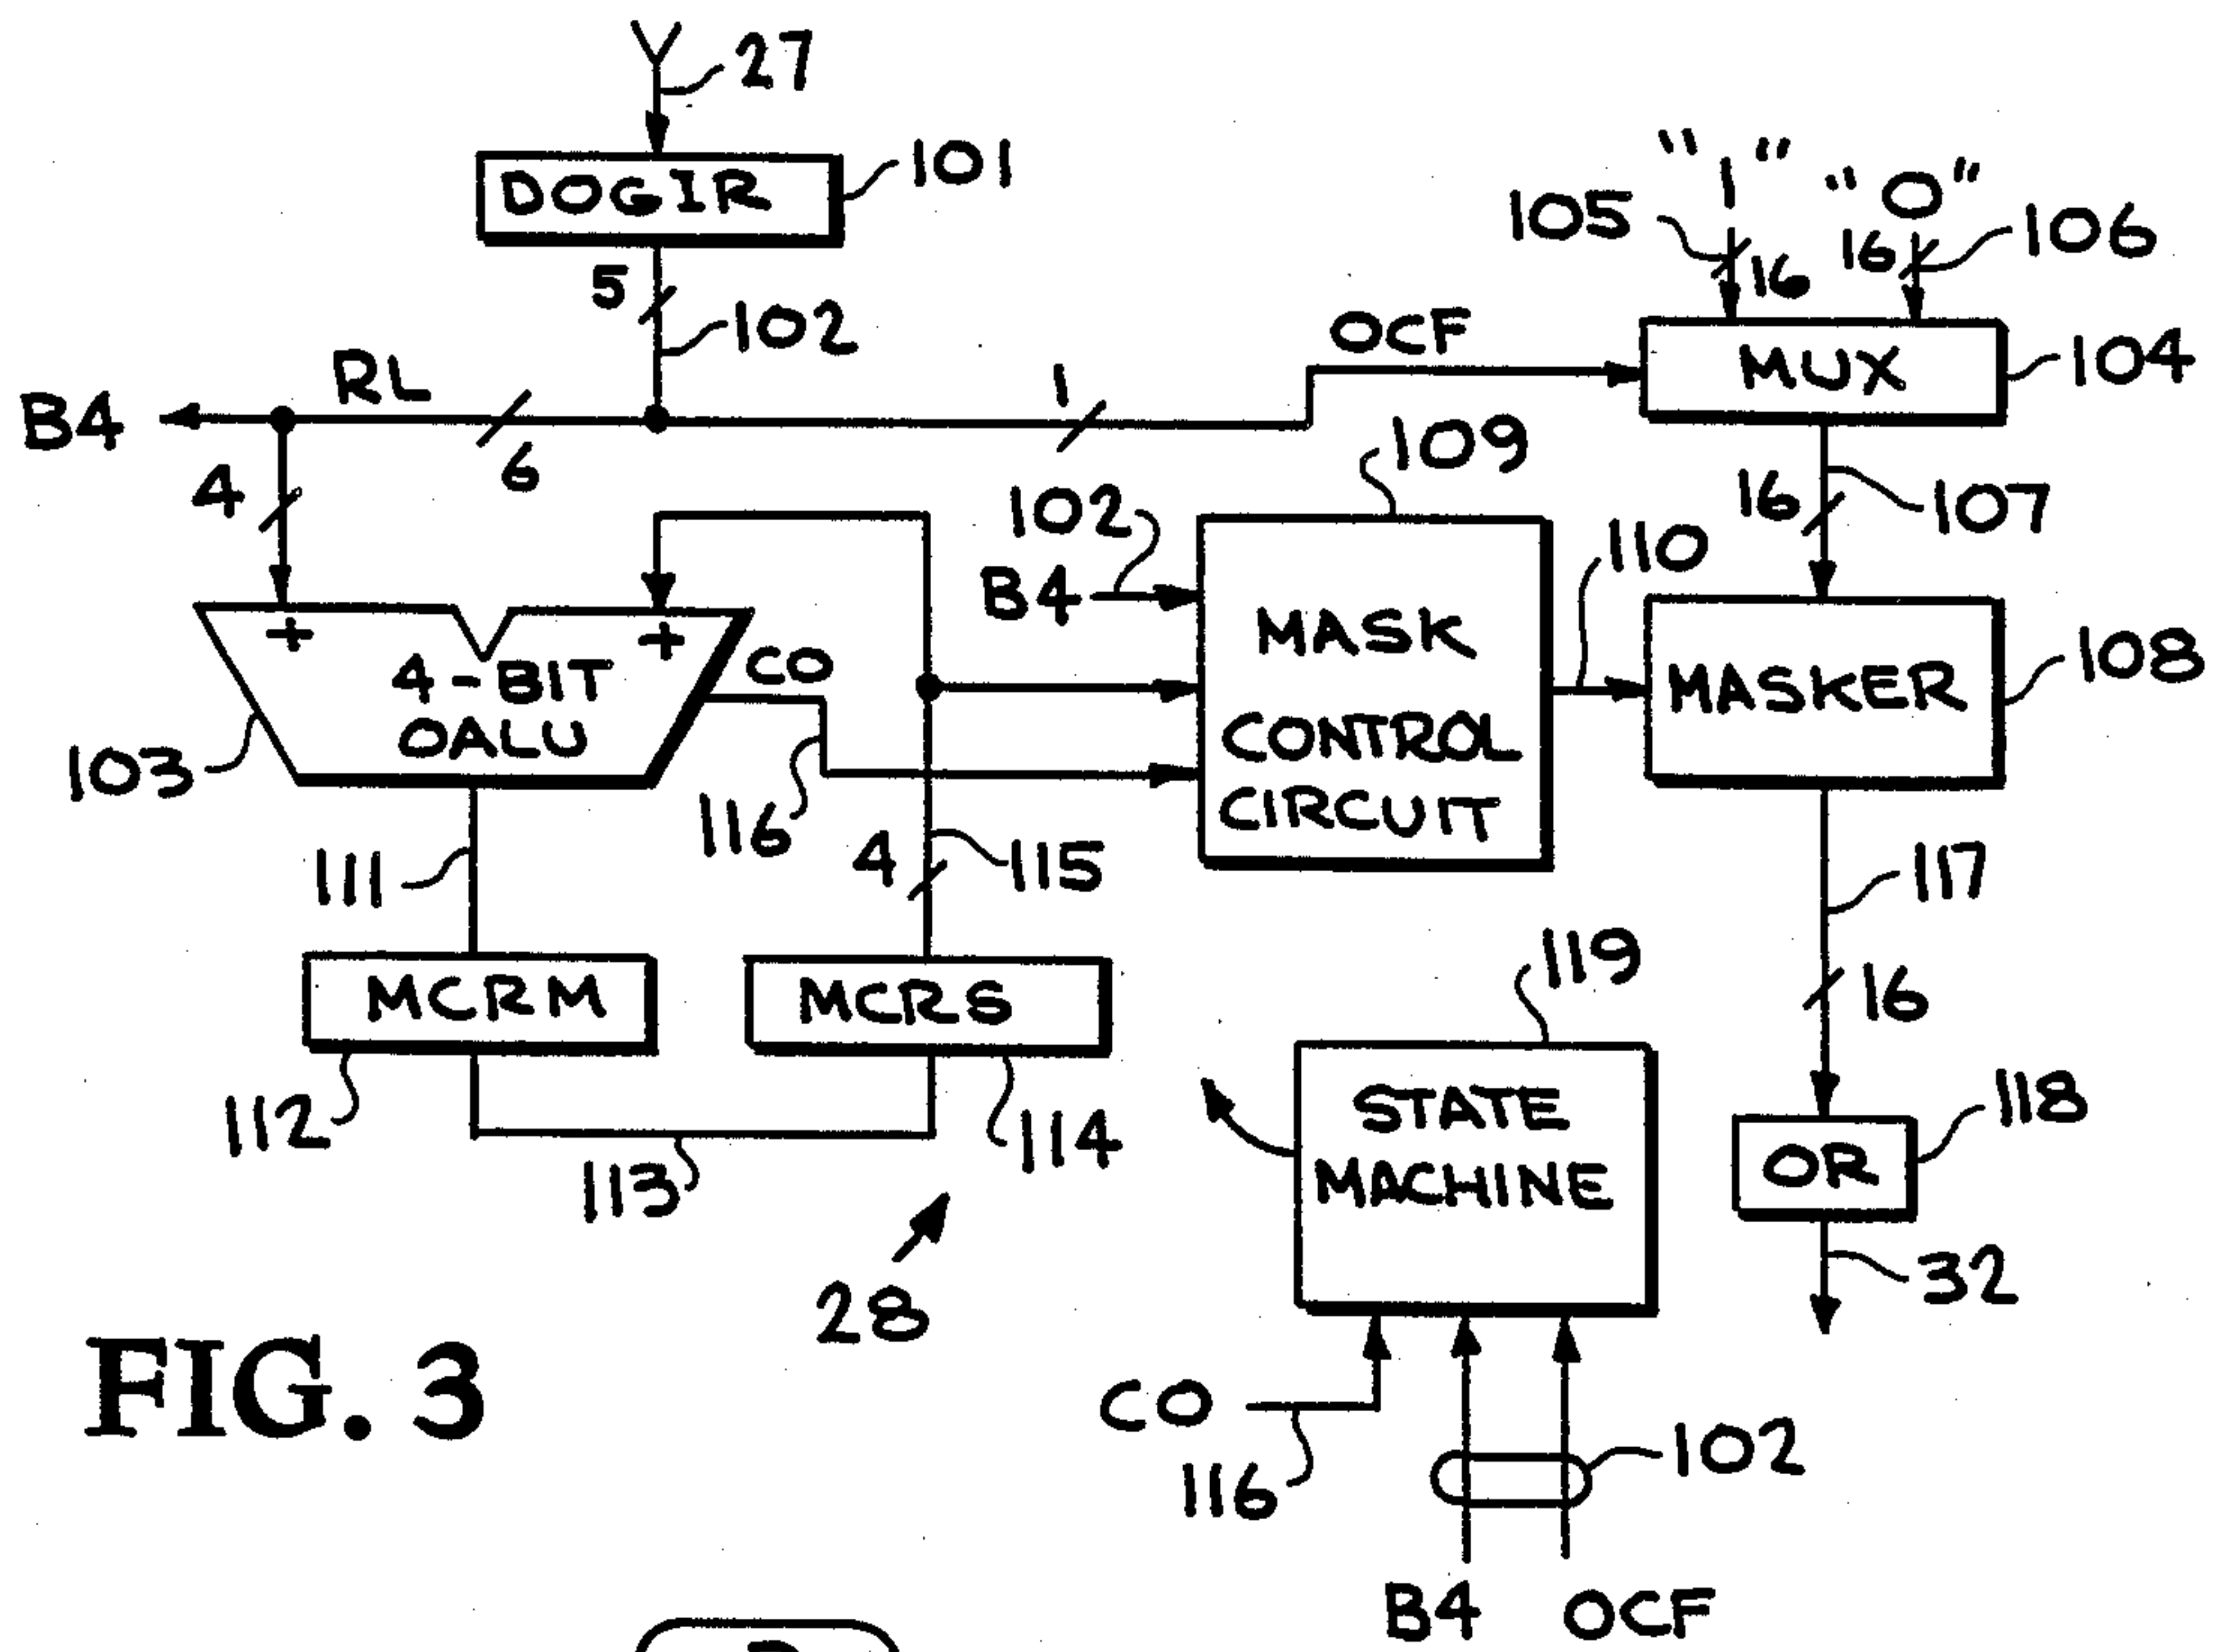 27
DOGIR
101
"1"
"0"
105
16
16
106
5
102
OCF
MUX
104
B4
RL
6
1
4
109
16
107
102
B4
110
+
+
4-BIT
OALU
CO
103
MASK
CONTROL
CIRCUIT
MASKER
108
116
111
4
115
117
MCRM
MCRS
119
16
112
113
114
STATE
MACHINE
118
OR
28
32
FIG. 3
CO
116
102
B4
OCF